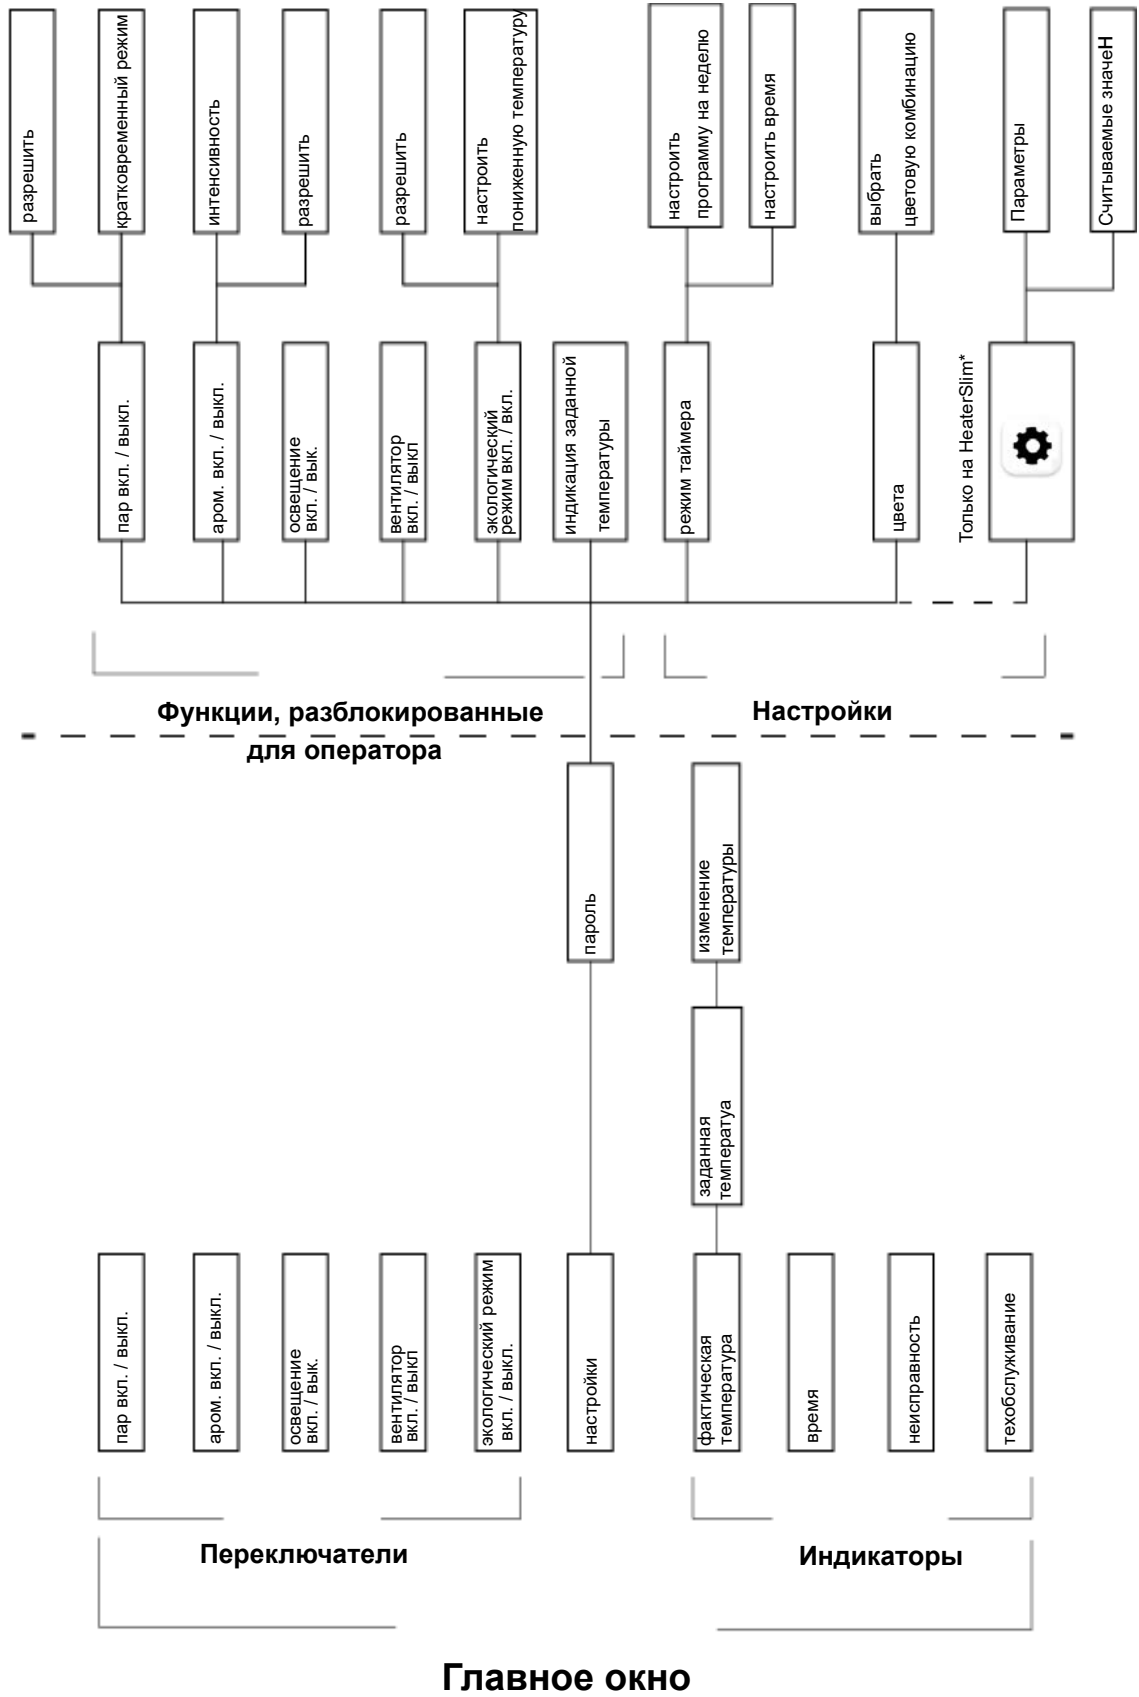 разрешить
кратковременный режим
интенсивность
разрешить
разрешить
настроить
пониженную температуру
настроить
программу на неделю
настроить время
выбрать
цветовую комбинацию
Параметры
Считываемые значеН
пар вкл. / выкл.
аром. вкл. / выкл.
освещение
вкл. / вык.
вентилятор
вкл. / выкл
экологический
режим вкл. / вкл.
индикация заданной
температуры
режим таймера
цвета
Только на HeaterSlim*
Функции, разблокированные
для оператора
Настройки
пароль
изменение
температуры
заданная
температуа
пар вкл. / выкл.
аром. вкл. / выкл.
освещение
вкл. / вык.
вентилятор
вкл. / выкл
экологический режим
вкл. / выкл.
настройки
фактическая
температура
время
неисправность
техобслуживание
Переключатели
Индикаторы
Главное окно